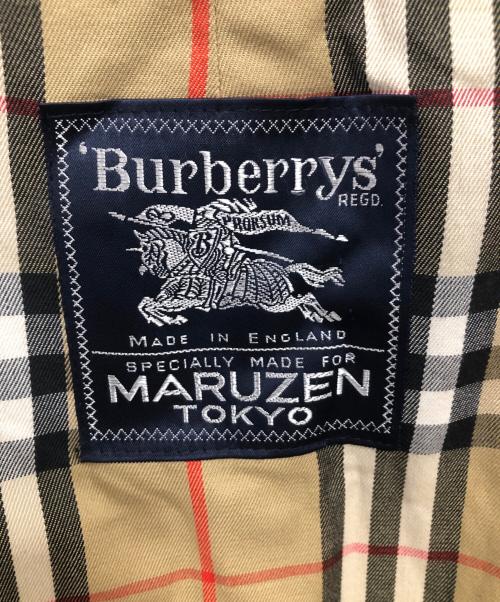 'Burberrys'
REGD.
PRORSUM
B
MADE IN ENGLAND
SPECIALLY MADE FOR
MARUZEN
TOKYO